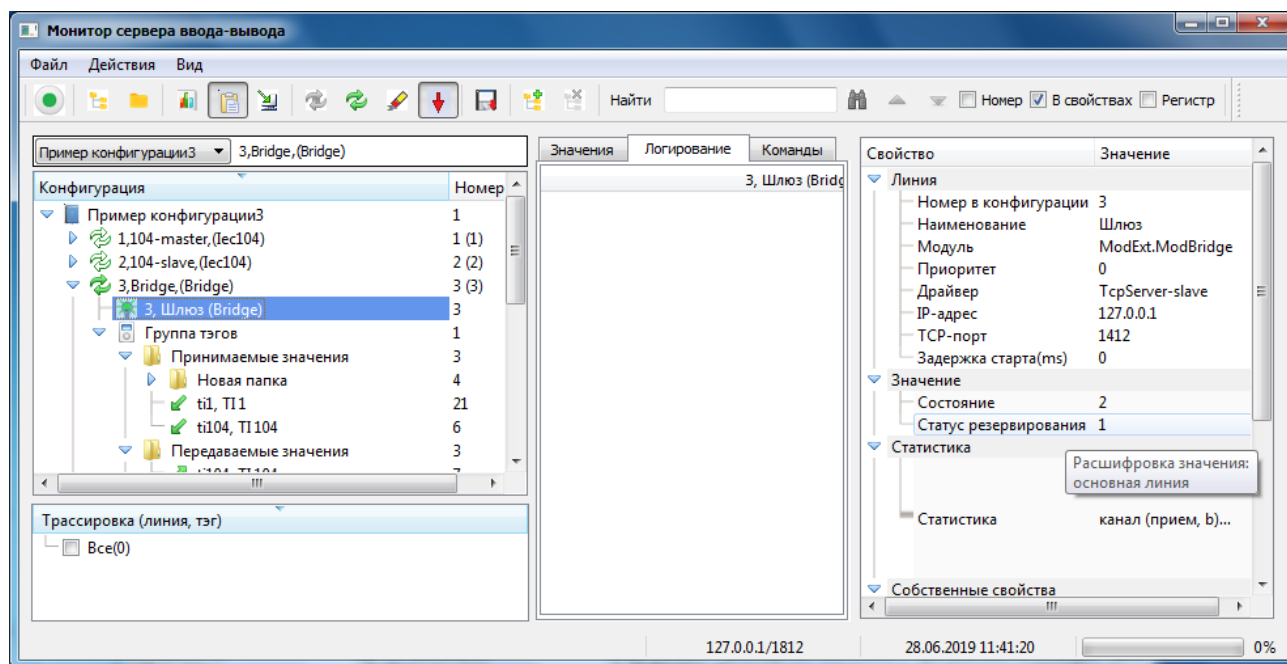 Монитор сервера ввода-вывода
Файл Действия Вид
Найти Номер В свойствах Регистр
Пример конфигурации3 3,Bridge,(Bridge)
Конфигурация Номер
Пример конфигурации3 1
1,104-master,(Iec104) 1 (1)
2,104-slave,(Iec104) 2 (2)
3,Bridge,(Bridge) 3 (3)
3, Шлюз (Bridge) 3
Группа тэгов 1
Принимаемые значения 3
Новая папка 4
ti1, TI 1 21
ti104, TI 104 6
Передаваемые значения 3
Трассировка (линия, тэг)
Все(0)
Значения Логирование Команды
3, Шлюз (Bridg
Свойство Значение
Линия
Номер в конфигурации 3
Наименование Шлюз
Модуль ModExt.ModBridge
Приоритет 0
Драйвер TcpServer-slave
IP-адрес 127.0.0.1
TCP-порт 1412
Задержка старта(ms) 0
Значение
Состояние 2
Статус резервирования 1
Статистика
Расшифровка значения:
основная линия
Статистика канал (прием, b)...
Собственные свойства
127.0.0.1/1812 28.06.2019 11:41:20 0%